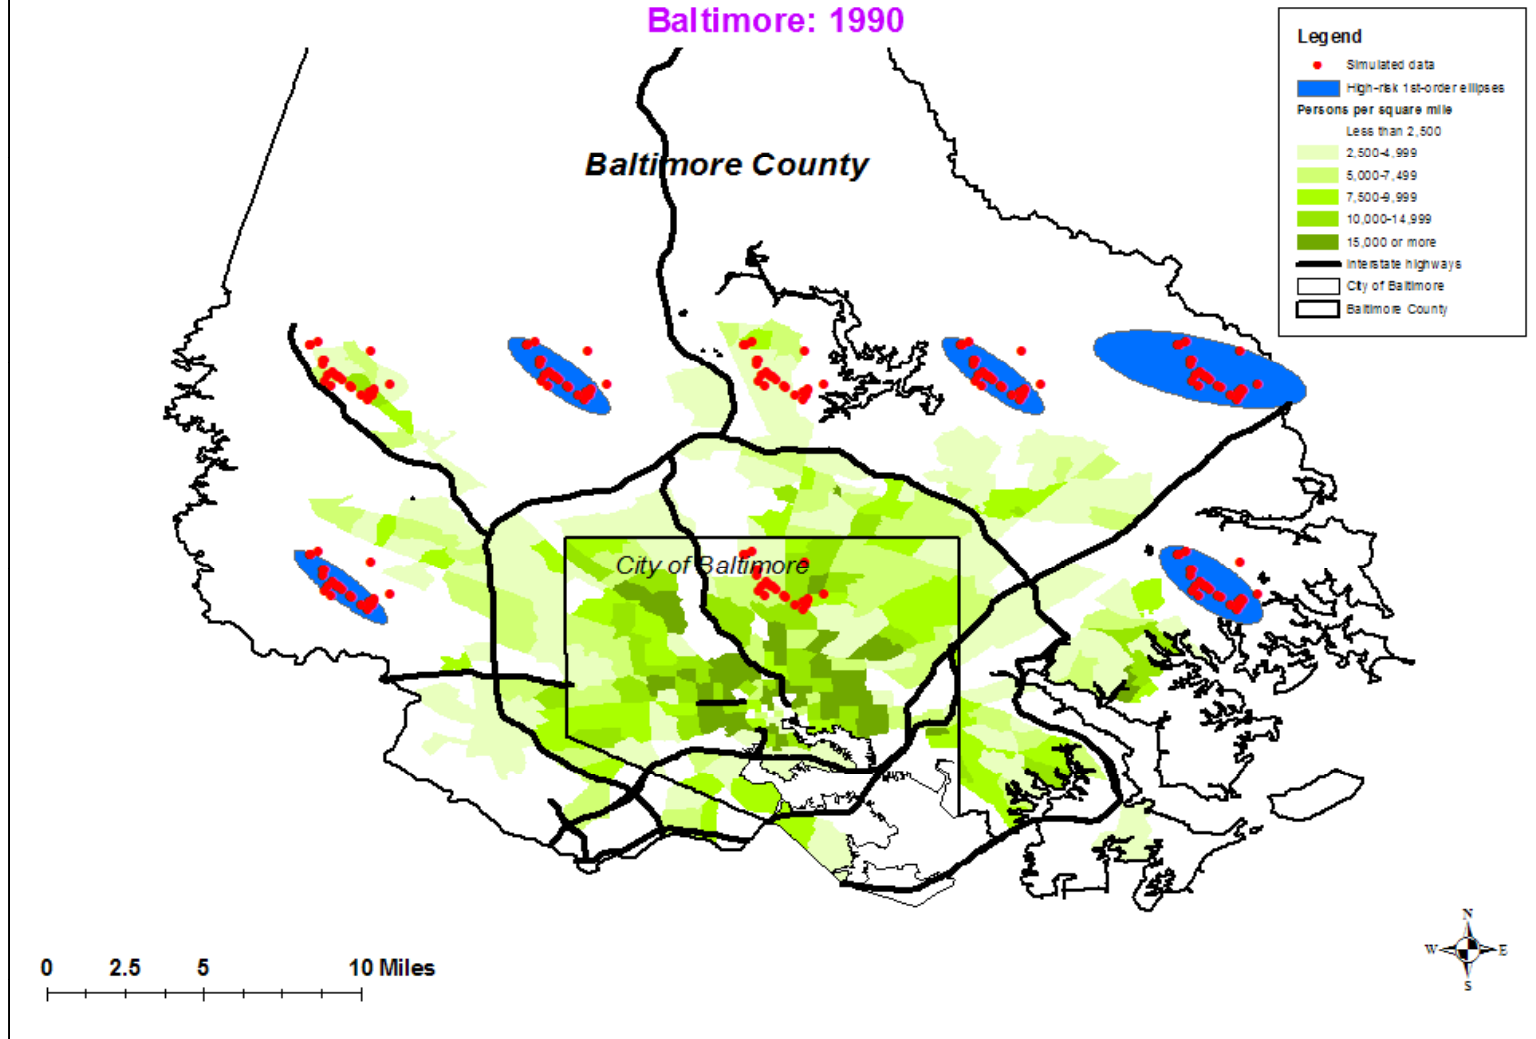 Baltimore: 1990
Legend
Simulated data
High-risk 1st-order ellipses
Persons per square mile
Less than 2,500
2,500-4,999
5,000-7,499
7,500-9,999
10,000-14,999
15,000 or more
Interstate highways
City of Baltimore
Baltimore County
Baltimore County
City of Baltimore
N
W E
S
0 2.5 5 10 Miles